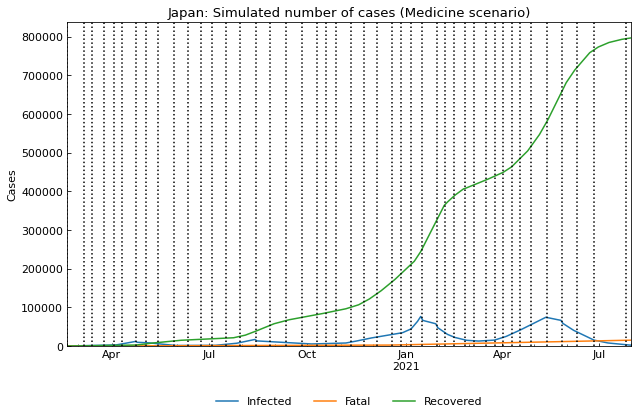 Japan: Simulated number of cases (Medicine scenario)
800000
700000
600000
500000
400000
300000
200000
100000
0
Cases
Apr Jul Oct Jan Apr Jul
2021
Infected Fatal Recovered